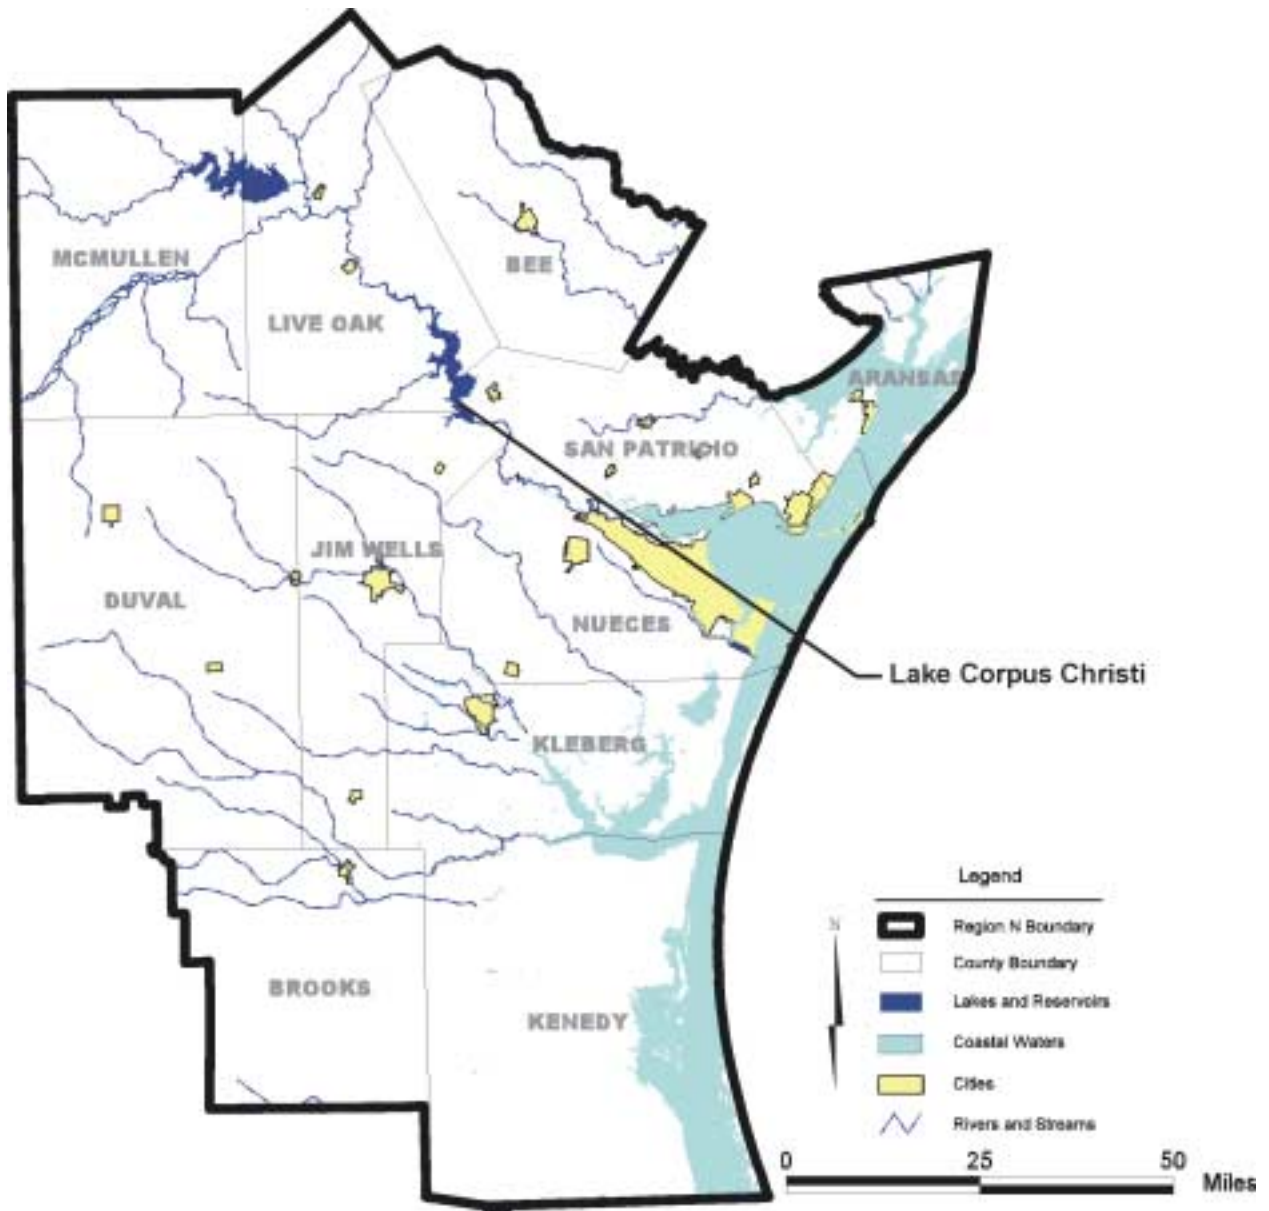 McMULLEN
BEE
LIVE OAK
ARANSAS
SAN PATRICIO
JIM WELLS
DUVAL
NUECES
Lake Corpus Christi
KLEBERG
Legend
N
Region N Boundary
County Boundary
BROOKS
Lakes and Reservoirs
KENEDY
Coastal Waters
Cities
Rivers and Streams
0 25 50
Miles